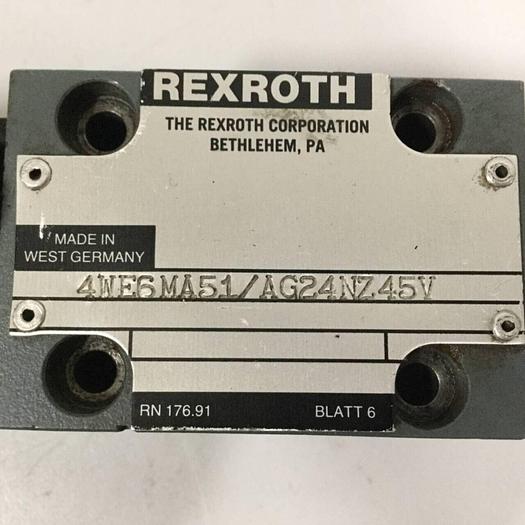 REXROTH
THE REXROTH CORPORATION
BETHLEHEM, PA
MADE IN
WEST GERMANY
4WE6MA51/AG24NZ45V
RN 176.91 BLATT 6